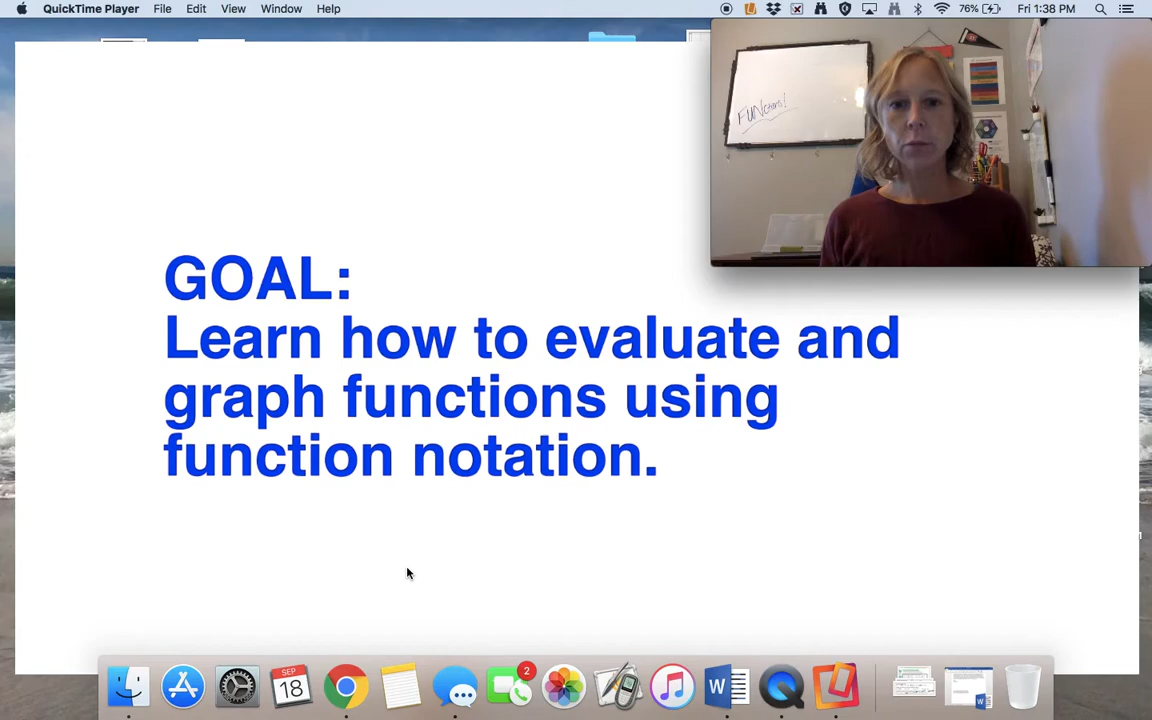 QuickTime Player File Edit View Window Help 76% Fri 1:38 PM
FUNctions!
GOAL:
Learn how to evaluate and
graph functions using
function notation.
2
SEP
18
W
W